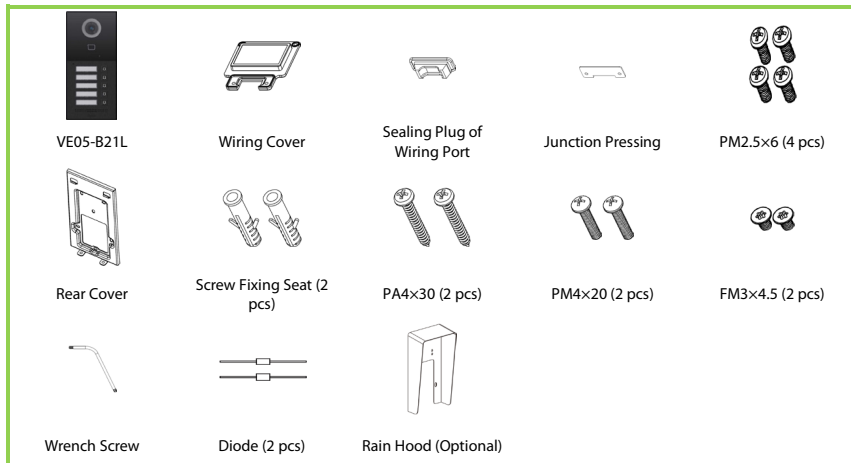 VE05-B21L
Wiring Cover
Sealing Plug of
Wiring Port
Junction Pressing
PM2.5×6 (4 pcs)
Rear Cover
Screw Fixing Seat (2
pcs)
PA4×30 (2 pcs)
PM4×20 (2 pcs)
FM3×4.5 (2 pcs)
Wrench Screw
Diode (2 pcs)
Rain Hood (Optional)